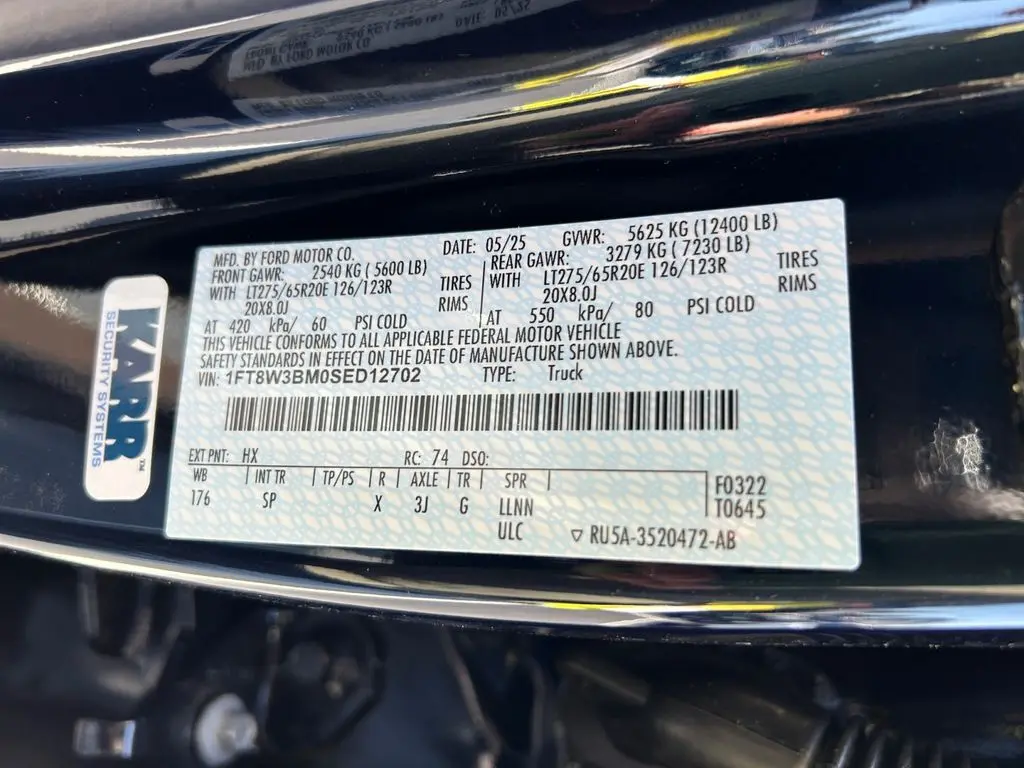 MFD. BY FORD MOTOR CO.
DATE: 05/25 GVWR: 5625 KG (12400 LB)
FRONT GAWR: 2540 KG ( 5600 LB)
REAR GAWR: 3279 KG ( 7230 LB)
WITH LT275/65R20E 126/123R TIRES
20X8.0J RIMS
WITH LT275/65R20E 126/123R TIRES
20X8.0J RIMS
AT 420 kPa/ 60 PSI COLD
AT 550 kPa/ 80 PSI COLD
THIS VEHICLE CONFORMS TO ALL APPLICABLE FEDERAL MOTOR VEHICLE
SAFETY STANDARDS IN EFFECT ON THE DATE OF MANUFACTURE SHOWN ABOVE.
VIN: 1FT8W3BM0SED12702 TYPE: Truck
EXT PNT: HX RC: 74 DSO:
WB INT TR TP/PS R AXLE TR SPR
176 SP X 3J G LLNN
ULC
F0322
T0645
▽ RU5A-3520472-AB
KARR™
SECURITY SYSTEMS